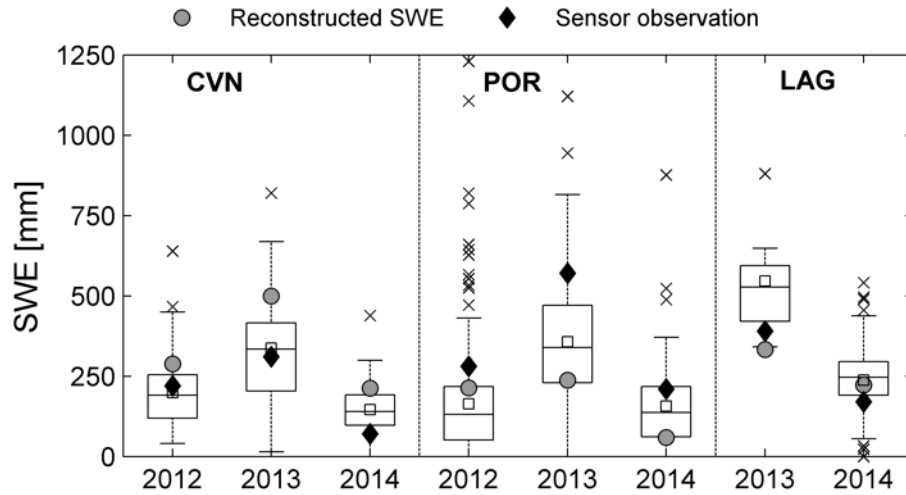 Reconstructed SWE Sensor observation
CVN POR LAG
SWE [mm]
1250
1000
750
500
250
0
2012 2013 2014 2012 2013 2014 2013 2014